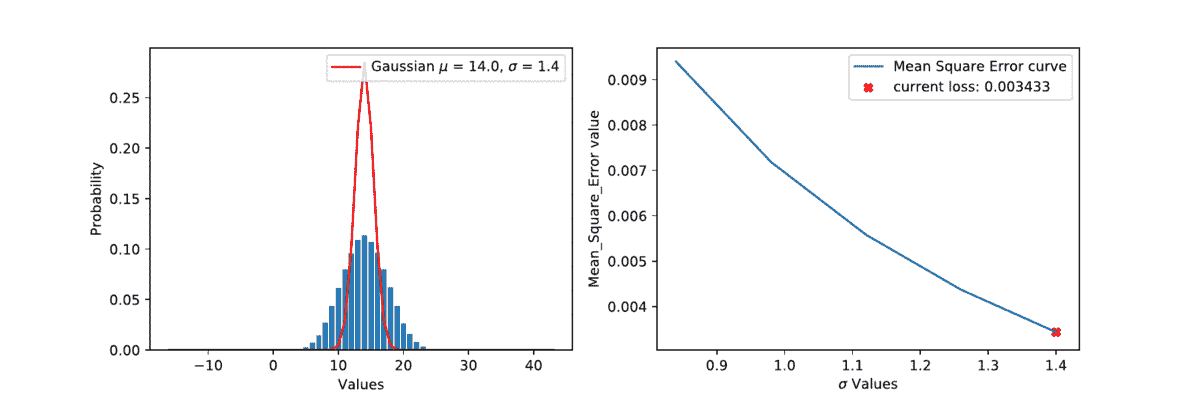 Gaussian μ = 14.0, σ = 1.4
0.25
0.20
0.15
0.10
0.05
0.00
Probability
−10 0 10 20 30 40
Values
Mean Square Error curve
current loss: 0.003433
0.009
0.008
0.007
0.006
0.005
0.004
Mean_Square_Error value
0.9 1.0 1.1 1.2 1.3 1.4
σ Values